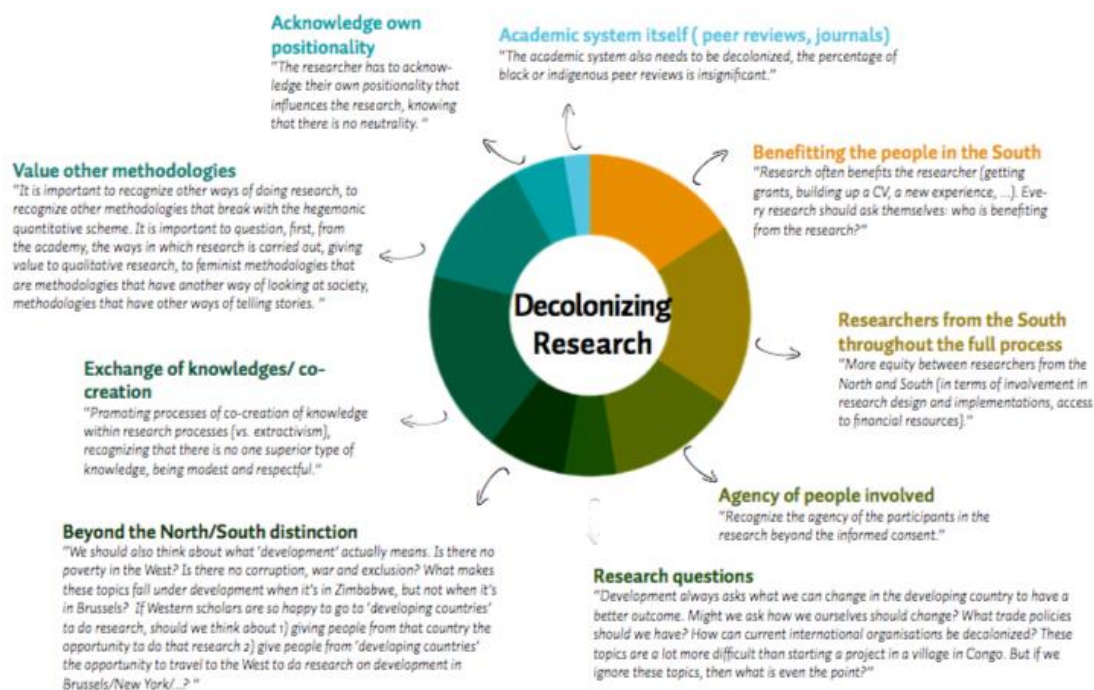 Acknowledge own
positionality
"The researcher has to acknow-
ledge their own positionality that
influences the research, knowing
that there is no neutrality. "
Academic system itself ( peer reviews, journals)
"The academic system also needs to be decolonized, the percentage of
black or indigenous peer reviews is insignificant."
Value other methodologies
"It is important to recognize other ways of doing research, to
recognize other methodologies that break with the hegemonic
quantitative scheme. It is important to question, first, from
the academy, the ways in which research is carried out, giving
value to qualitative research, to feminist methodologies that
are methodologies that have another way of looking at society,
methodologies that have other ways of telling stories. "
Benefitting the people in the South
"Research often benefits the researcher (getting
grants, building up a CV, a new experience, ...). Eve-
ry research should ask themselves: who is benefiting
from the research?"
Decolonizing
Research
Researchers from the South
throughout the full process
"More equity between researchers from the
North and South (in terms of involvement in
research design and implementations, access
to financial resources)."
Exchange of knowledges/ co-
creation
"Promoting processes of co-creation of knowledge
within research processes (vs. extractivism),
recognizing that there is no one superior type of
knowledge, being modest and respectful."
Agency of people involved
"Recognize the agency of the participants in the
research beyond the informed consent."
Beyond the North/South distinction
"We should also think about what 'development' actually means. Is there no
poverty in the West? Is there no corruption, war and exclusion? What makes
these topics fall under development when it's in Zimbabwe, but not when it's
in Brussels? If Western scholars are so happy to go to 'developing countries'
to do research, should we think about 1) giving people from that country the
opportunity to do that research 2) give people from 'developing countries'
the opportunity to travel to the West to do research on development in
Brussels/New York/...? "
Research questions
"Development always asks what we can change in the developing country to have a
better outcome. Might we ask how we ourselves should change? What trade policies
should we have? How can current international organisations be decolonized? These
topics are a lot more difficult than starting a project in a village in Congo. But if we
ignore these topics, then what is even the point?"